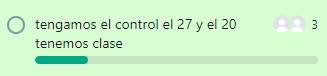 tengamos el control el 27 y el 20 3
tenemos clase